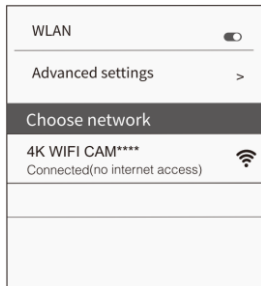 WLAN
Advanced settings >
Choose network
4K WIFI CAM****
Connected(no internet access)